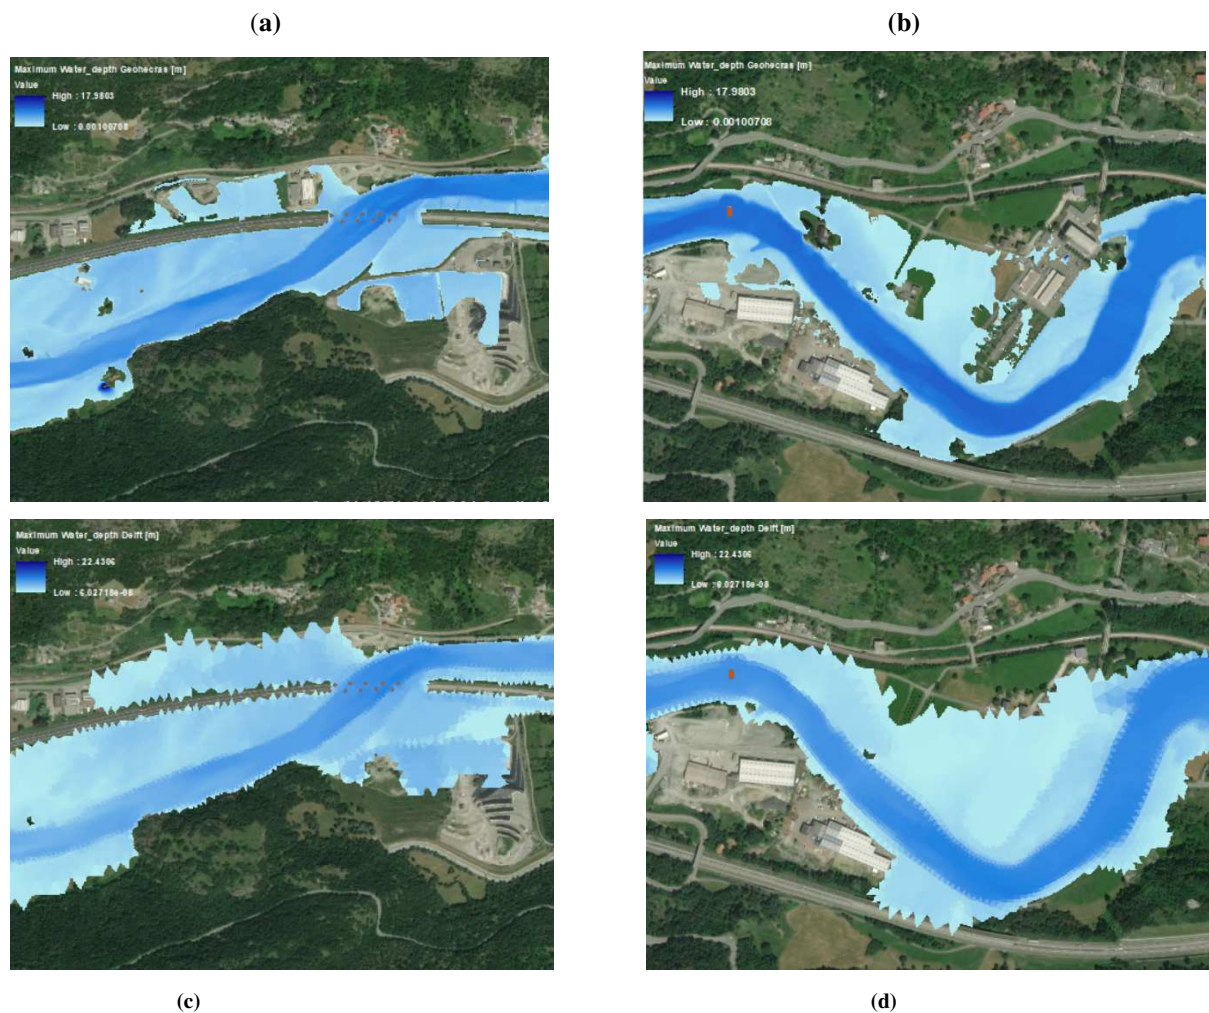 (a)
(b)
Maximum Water_depth Geohecras [m]
Value
High : 17.9803
Low : 0.00100708
Maximum Water_depth Geohecras [m]
Value
High : 17.9803
Low : 0.00100708
Maximum Water_depth Delft [m]
Value
High : 22.4306
Low : 6.02718e-08
Maximum Water_depth Delft [m]
Value
High : 22.4306
Low : 6.02718e-08
(c)
(d)